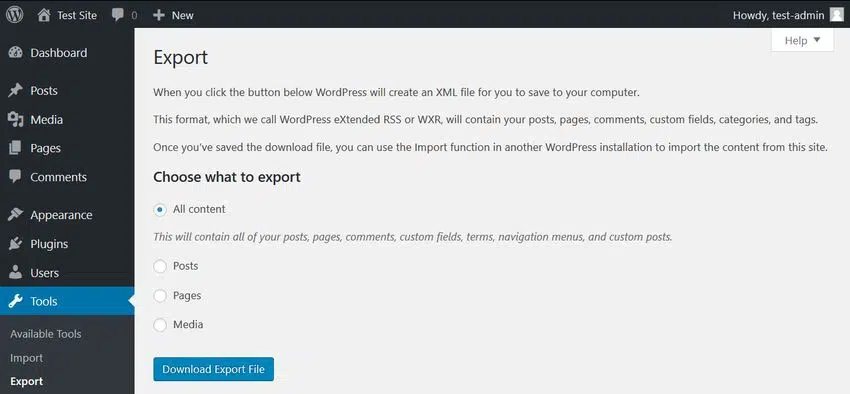 Test Site
0
New
Howdy, test-admin
Help
Dashboard
Posts
Media
Pages
Comments
Appearance
Plugins
Users
Tools
Available Tools
Import
Export
Export
When you click the button below WordPress will create an XML file for you to save to your computer.
This format, which we call WordPress eXtended RSS or WXR, will contain your posts, pages, comments, custom fields, categories, and tags.
Once you’ve saved the download file, you can use the Import function in another WordPress installation to import the content from this site.
Choose what to export
All content
This will contain all of your posts, pages, comments, custom fields, terms, navigation menus, and custom posts.
Posts
Pages
Media
Download Export File